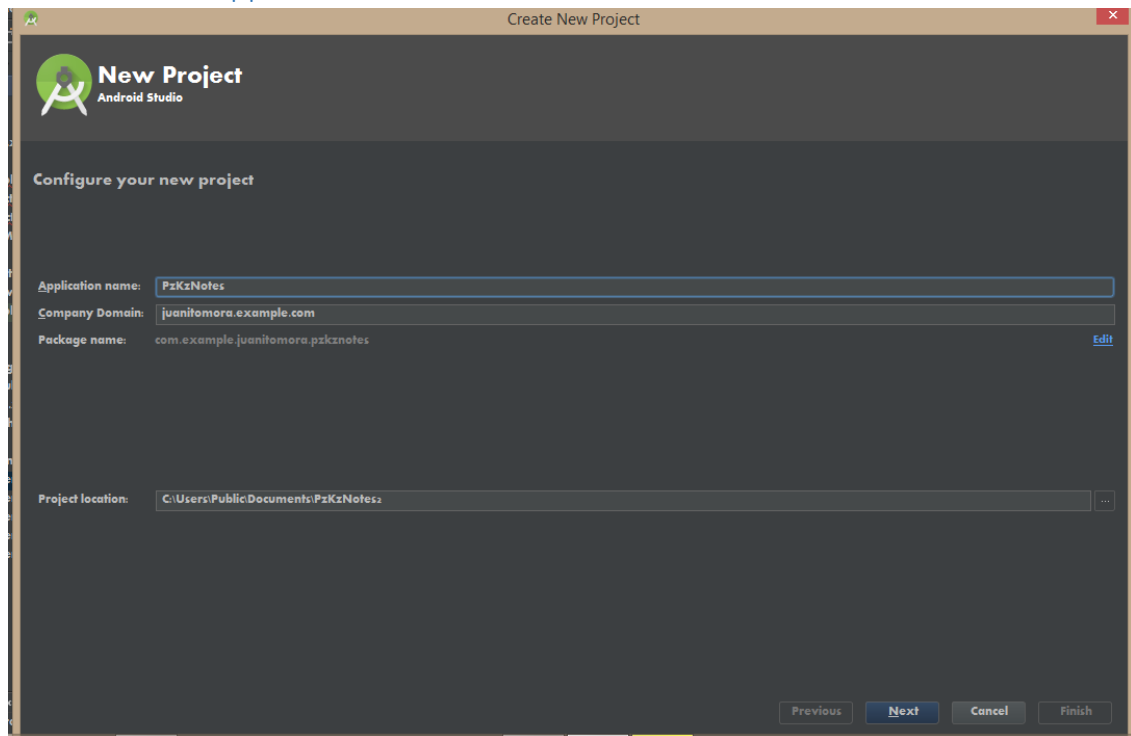 Create New Project
New Project
Android Studio
Configure your new project
Application name: PzKzNotes
Company Domain: juanitomora.example.com
Package name: com.example.juanitomora.pzkznotes Edit
Project location: C:\Users\Public\Documents\PzKzNotes2 ...
Previous Next Cancel Finish